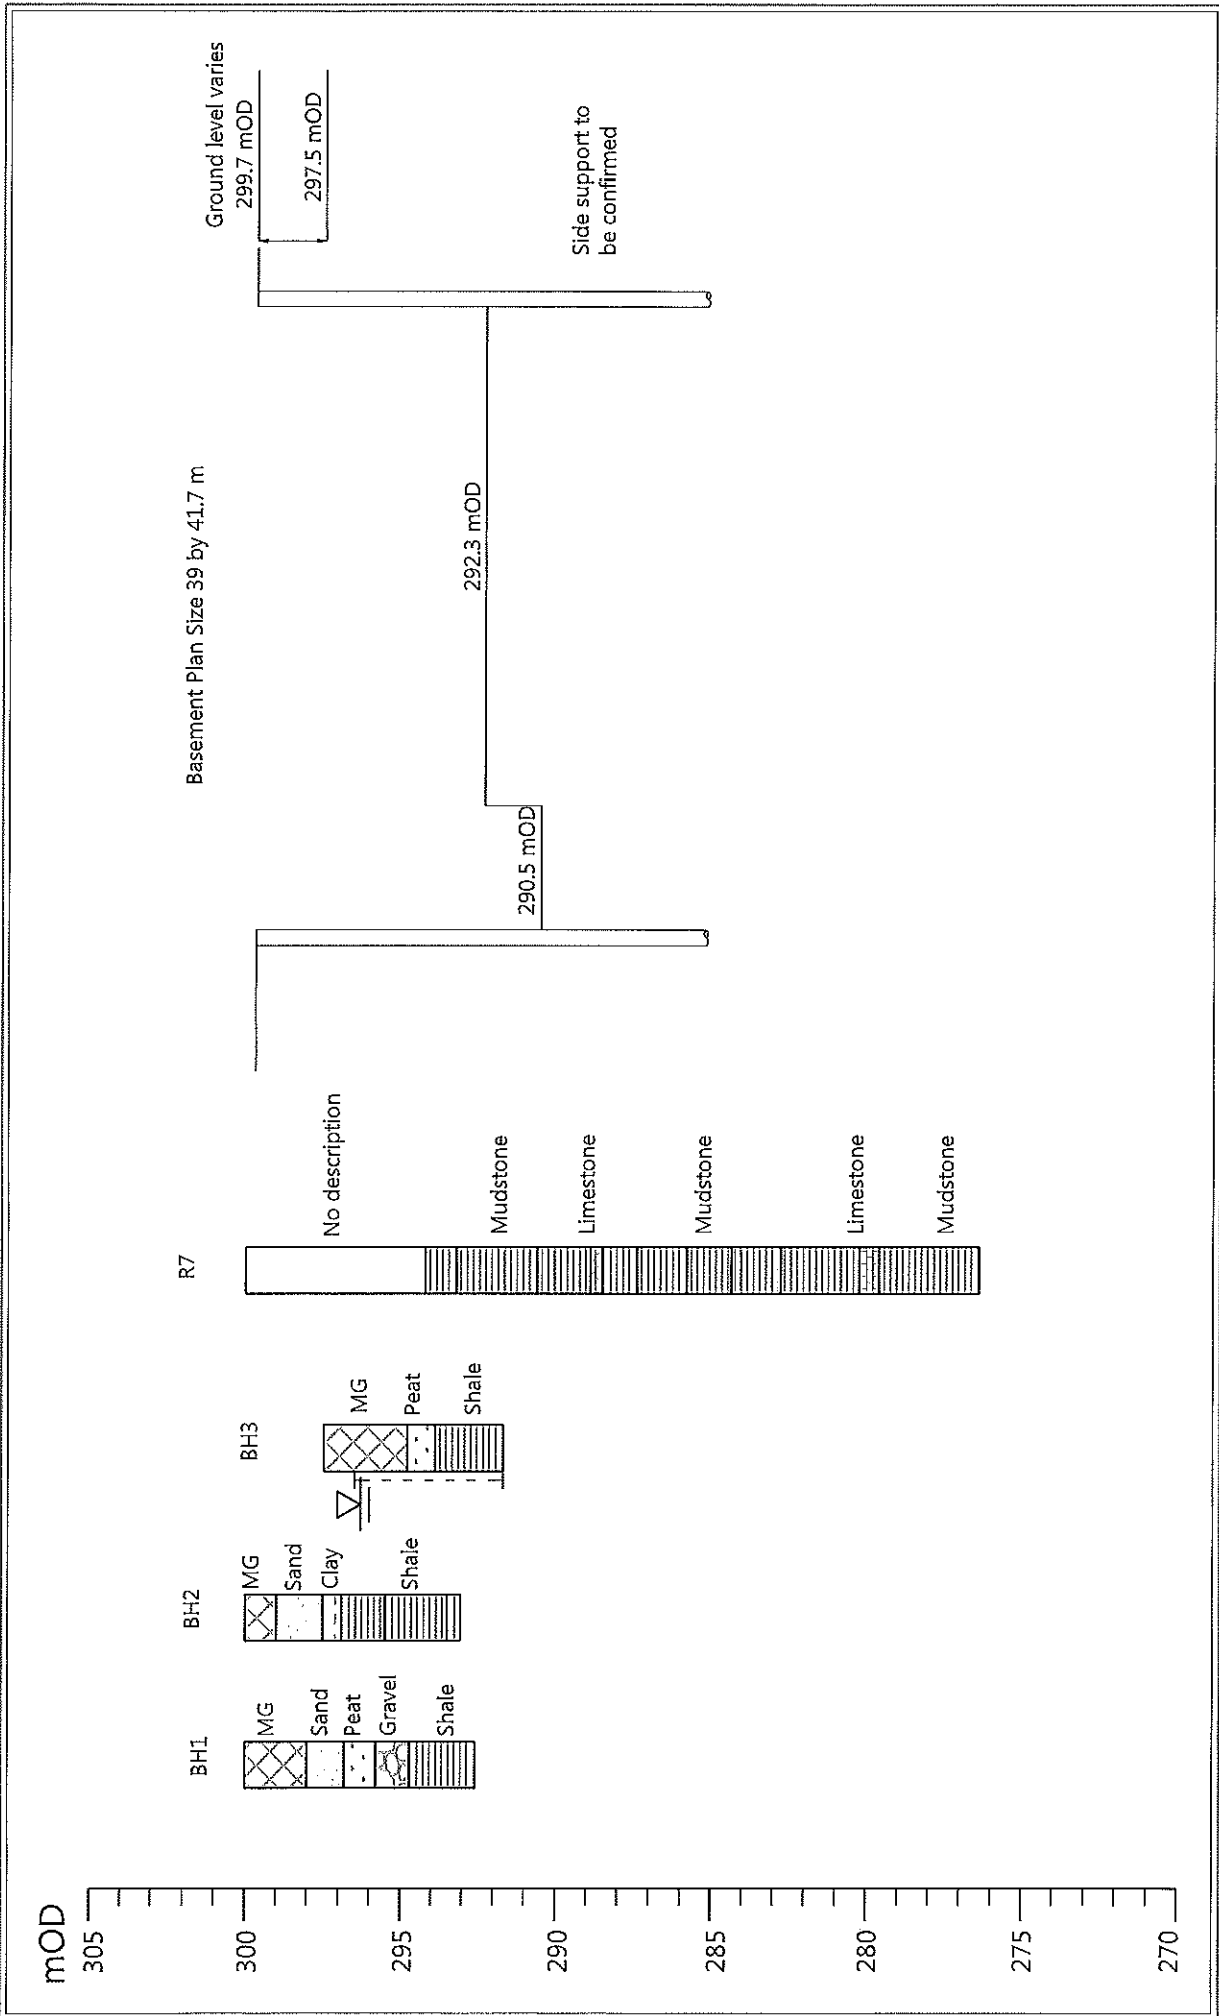 mOD
305
300
295
290
285
280
275
270
BH1
MG
Sand
Peat
Gravel
Shale
BH2
MG
Sand
Clay
Shale
BH3
MG
Peat
Shale
R7
No description
Mudstone
Limestone
Mudstone
Limestone
Mudstone
Basement Plan Size 39 by 41.7 m
290.5 mOD
292.3 mOD
Ground level varies
299.7 mOD
297.5 mOD
Side support to
be confirmed